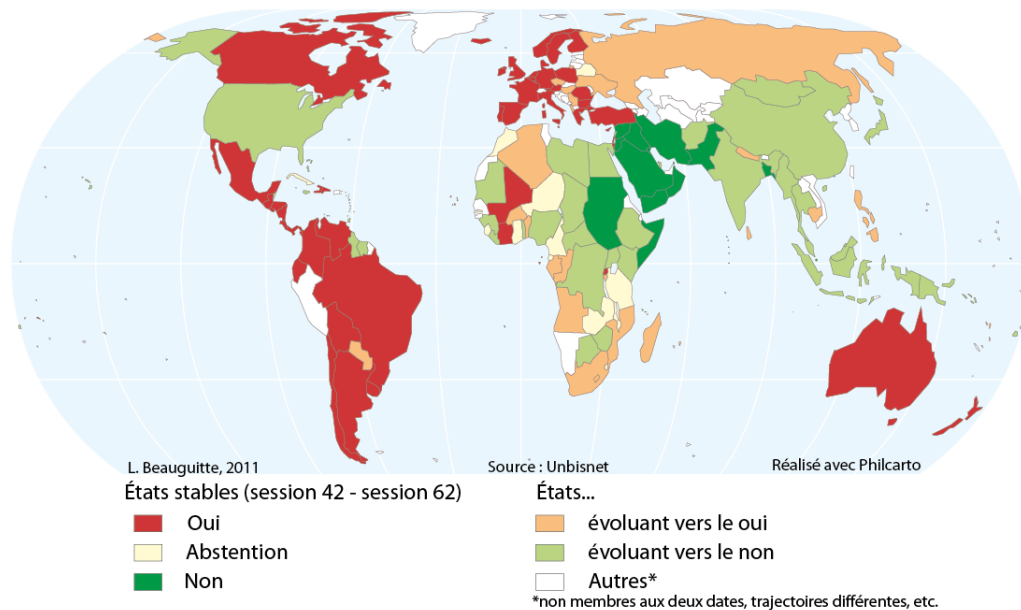 L. Beauguitte, 2011
Source : Unbisnet
Réalisé avec Philcarto
États stables (session 42 - session 62)
Oui
Abstention
Non
États...
évoluant vers le oui
évoluant vers le non
Autres*
*non membres aux deux dates, trajectoires différentes, etc.